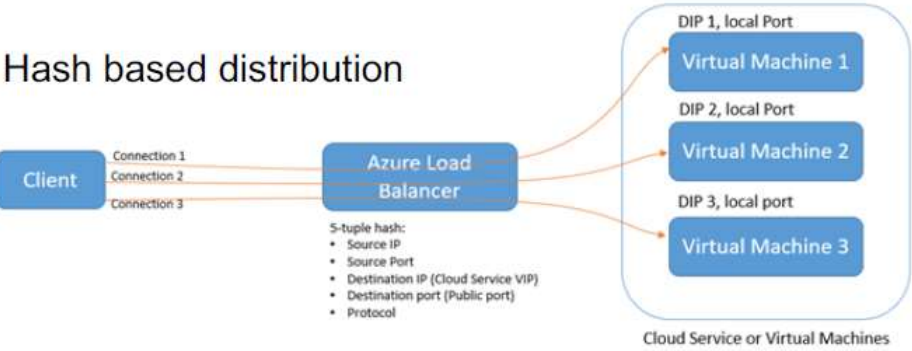 Hash based distribution
Client
Connection 1
Connection 2
Connection 3
Azure Load
Balancer
5-tuple hash:
• Source IP
• Source Port
• Destination IP (Cloud Service VIP)
• Destination port (Public port)
• Protocol
DIP 1, local Port
Virtual Machine 1
DIP 2, local Port
Virtual Machine 2
DIP 3, local port
Virtual Machine 3
Cloud Service or Virtual Machines